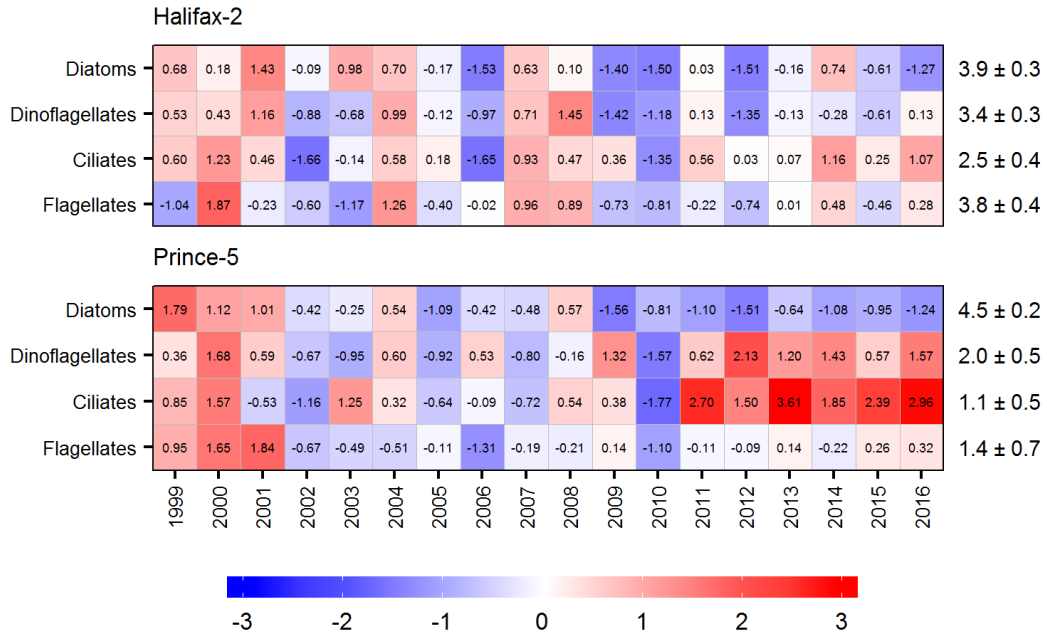 Halifax-2
Diatoms 0.68 0.18 1.43 -0.09 0.98 0.70 -0.17 -1.53 0.63 0.10 -1.40 -1.50 0.03 -1.51 -0.16 0.74 -0.61 -1.27 3.9 ± 0.3
Dinoflagellates 0.53 0.43 1.16 -0.88 -0.68 0.99 -0.12 -0.97 0.71 1.45 -1.42 -1.18 0.13 -1.35 -0.13 -0.28 -0.61 0.13 3.4 ± 0.3
Ciliates 0.60 1.23 0.46 -1.66 -0.14 0.58 0.18 -1.65 0.93 0.47 0.36 -1.35 0.56 0.03 0.07 1.16 0.25 1.07 2.5 ± 0.4
Flagellates -1.04 1.87 -0.23 -0.60 -1.17 1.26 -0.40 -0.02 0.96 0.89 -0.73 -0.81 -0.22 -0.74 0.01 0.48 -0.46 0.28 3.8 ± 0.4
Prince-5
Diatoms 1.79 1.12 1.01 -0.42 -0.25 0.54 -1.09 -0.42 -0.48 0.57 -1.56 -0.81 -1.10 -1.51 -0.64 -1.08 -0.95 -1.24 4.5 ± 0.2
Dinoflagellates 0.36 1.68 0.59 -0.67 -0.95 0.60 -0.92 0.53 -0.80 -0.16 1.32 -1.57 0.62 2.13 1.20 1.43 0.57 1.57 2.0 ± 0.5
Ciliates 0.85 1.57 -0.53 -1.16 1.25 0.32 -0.64 -0.09 -0.72 0.54 0.38 -1.77 2.70 1.50 3.61 1.85 2.39 2.96 1.1 ± 0.5
Flagellates 0.95 1.65 1.84 -0.67 -0.49 -0.51 -0.11 -1.31 -0.19 -0.21 0.14 -1.10 -0.11 -0.09 0.14 -0.22 0.26 0.32 1.4 ± 0.7
1999 2000 2001 2002 2003 2004 2005 2006 2007 2008 2009 2010 2011 2012 2013 2014 2015 2016
-3 -2 -1 0 1 2 3